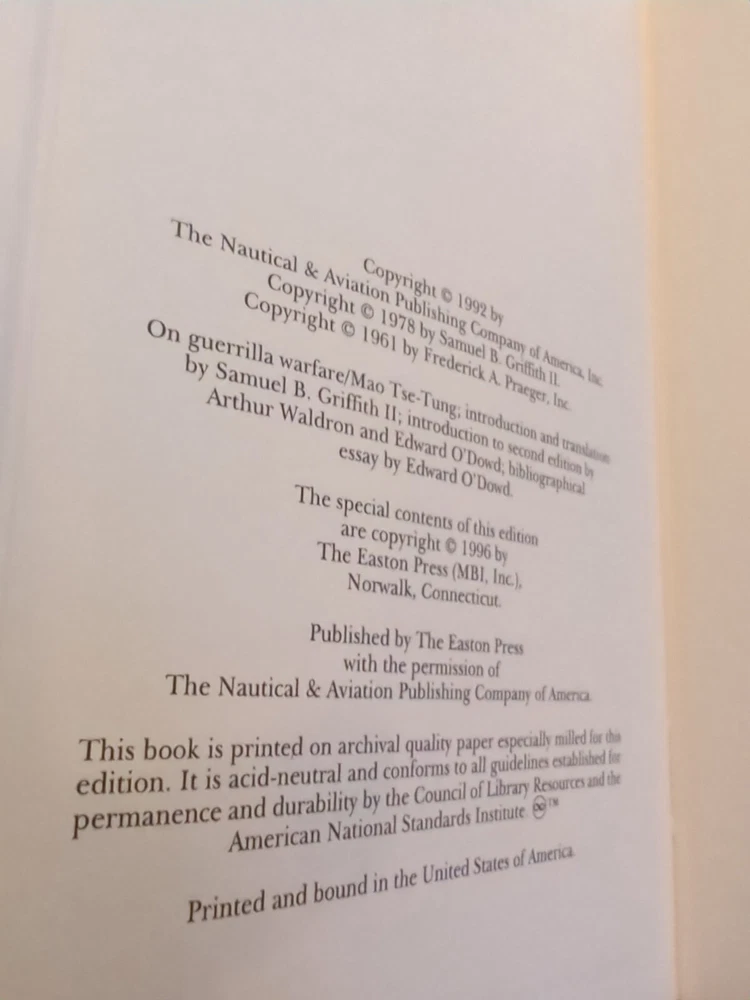 Copyright © 1992 by
The Nautical & Aviation Publishing Company of America, Inc.
Copyright © 1978 by Samuel B. Griffith II.
Copyright © 1961 by Frederick A. Praeger, Inc.
On guerrilla warfare/Mao Tse-Tung; introduction and translation
by Samuel B. Griffith II; introduction to second edition by
Arthur Waldron and Edward O'Dowd; bibliographical
essay by Edward O'Dowd.
The special contents of this edition
are copyright © 1996 by
The Easton Press (MBI, Inc.),
Norwalk, Connecticut.
Published by The Easton Press
with the permission of
The Nautical & Aviation Publishing Company of America.
This book is printed on archival quality paper especially milled for this
edition. It is acid-neutral and conforms to all guidelines established for
permanence and durability by the Council of Library Resources and the
American National Standards Institute. ♾™
Printed and bound in the United States of America.